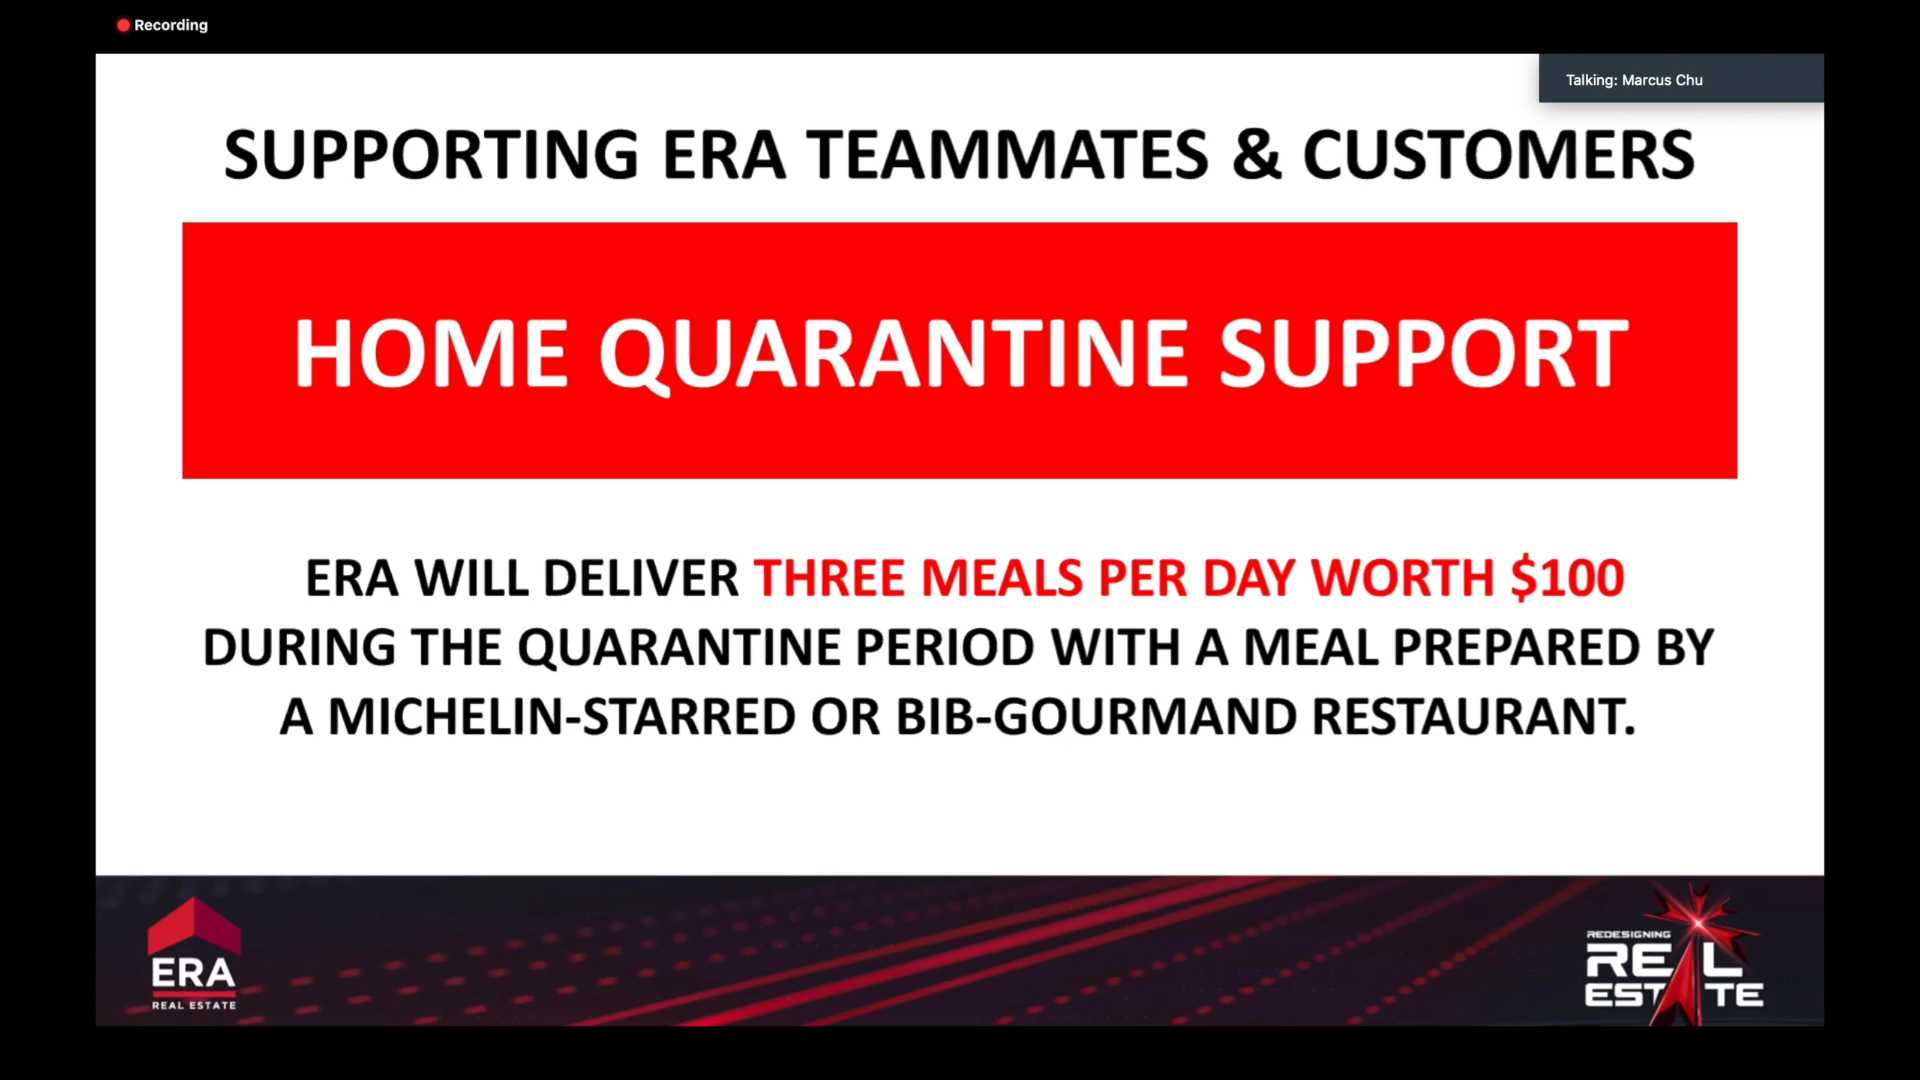 Recording
Talking: Marcus Chu
SUPPORTING ERA TEAMMATES & CUSTOMERS
HOME QUARANTINE SUPPORT
ERA WILL DELIVER THREE MEALS PER DAY WORTH $100
DURING THE QUARANTINE PERIOD WITH A MEAL PREPARED BY
A MICHELIN-STARRED OR BIB-GOURMAND RESTAURANT.
ERA
REAL ESTATE
REDESIGNING
REAL
ESTATE